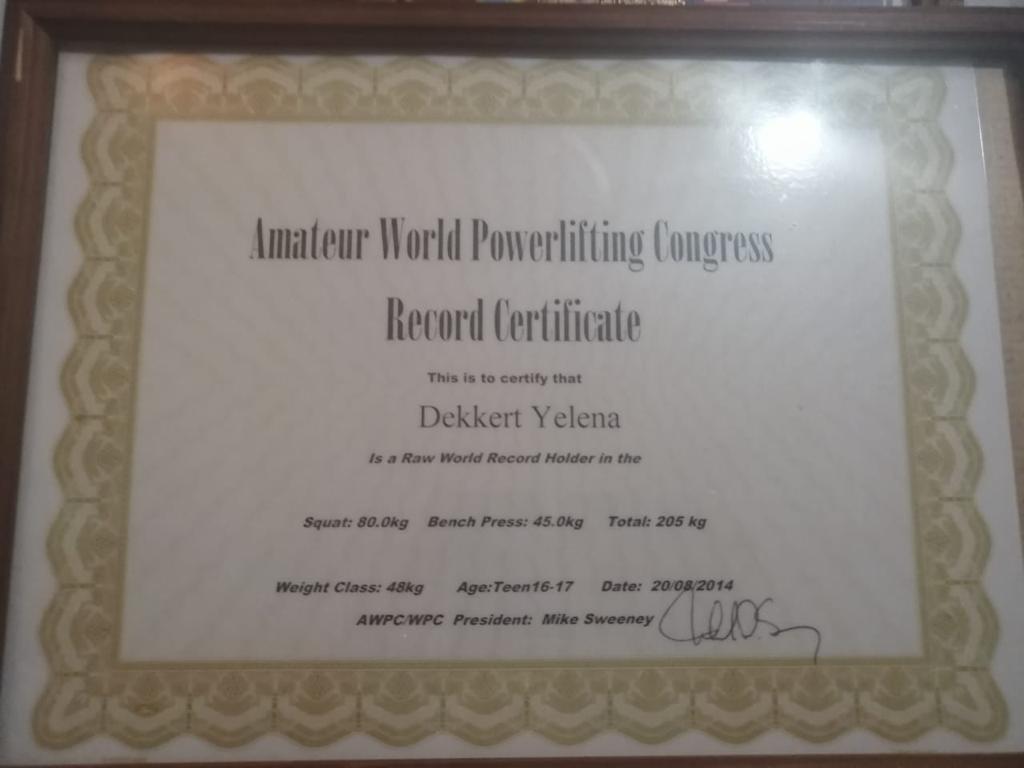 Amateur World Powerlifting Congress
Record Certificate
This is to certify that
Dekkert Yelena
Is a Raw World Record Holder in the
Squat: 80.0kg Bench Press: 45.0kg Total: 205 kg
Weight Class: 48kg Age:Teen16-17 Date: 20/08/2014
AWPC/WPC President: Mike Sweeney